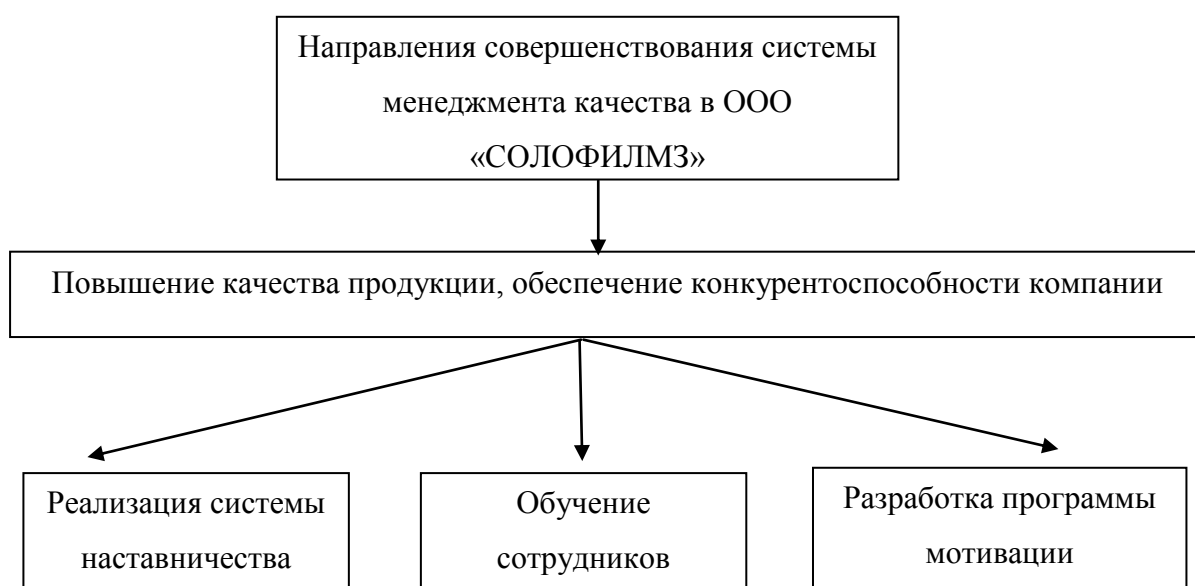 Направления совершенствования системы
менеджмента качества в ООО
«СОЛОФИЛМЗ»
Повышение качества продукции, обеспечение конкурентоспособности компании
Реализация системы
наставничества
Обучение
сотрудников
Разработка программы
мотивации